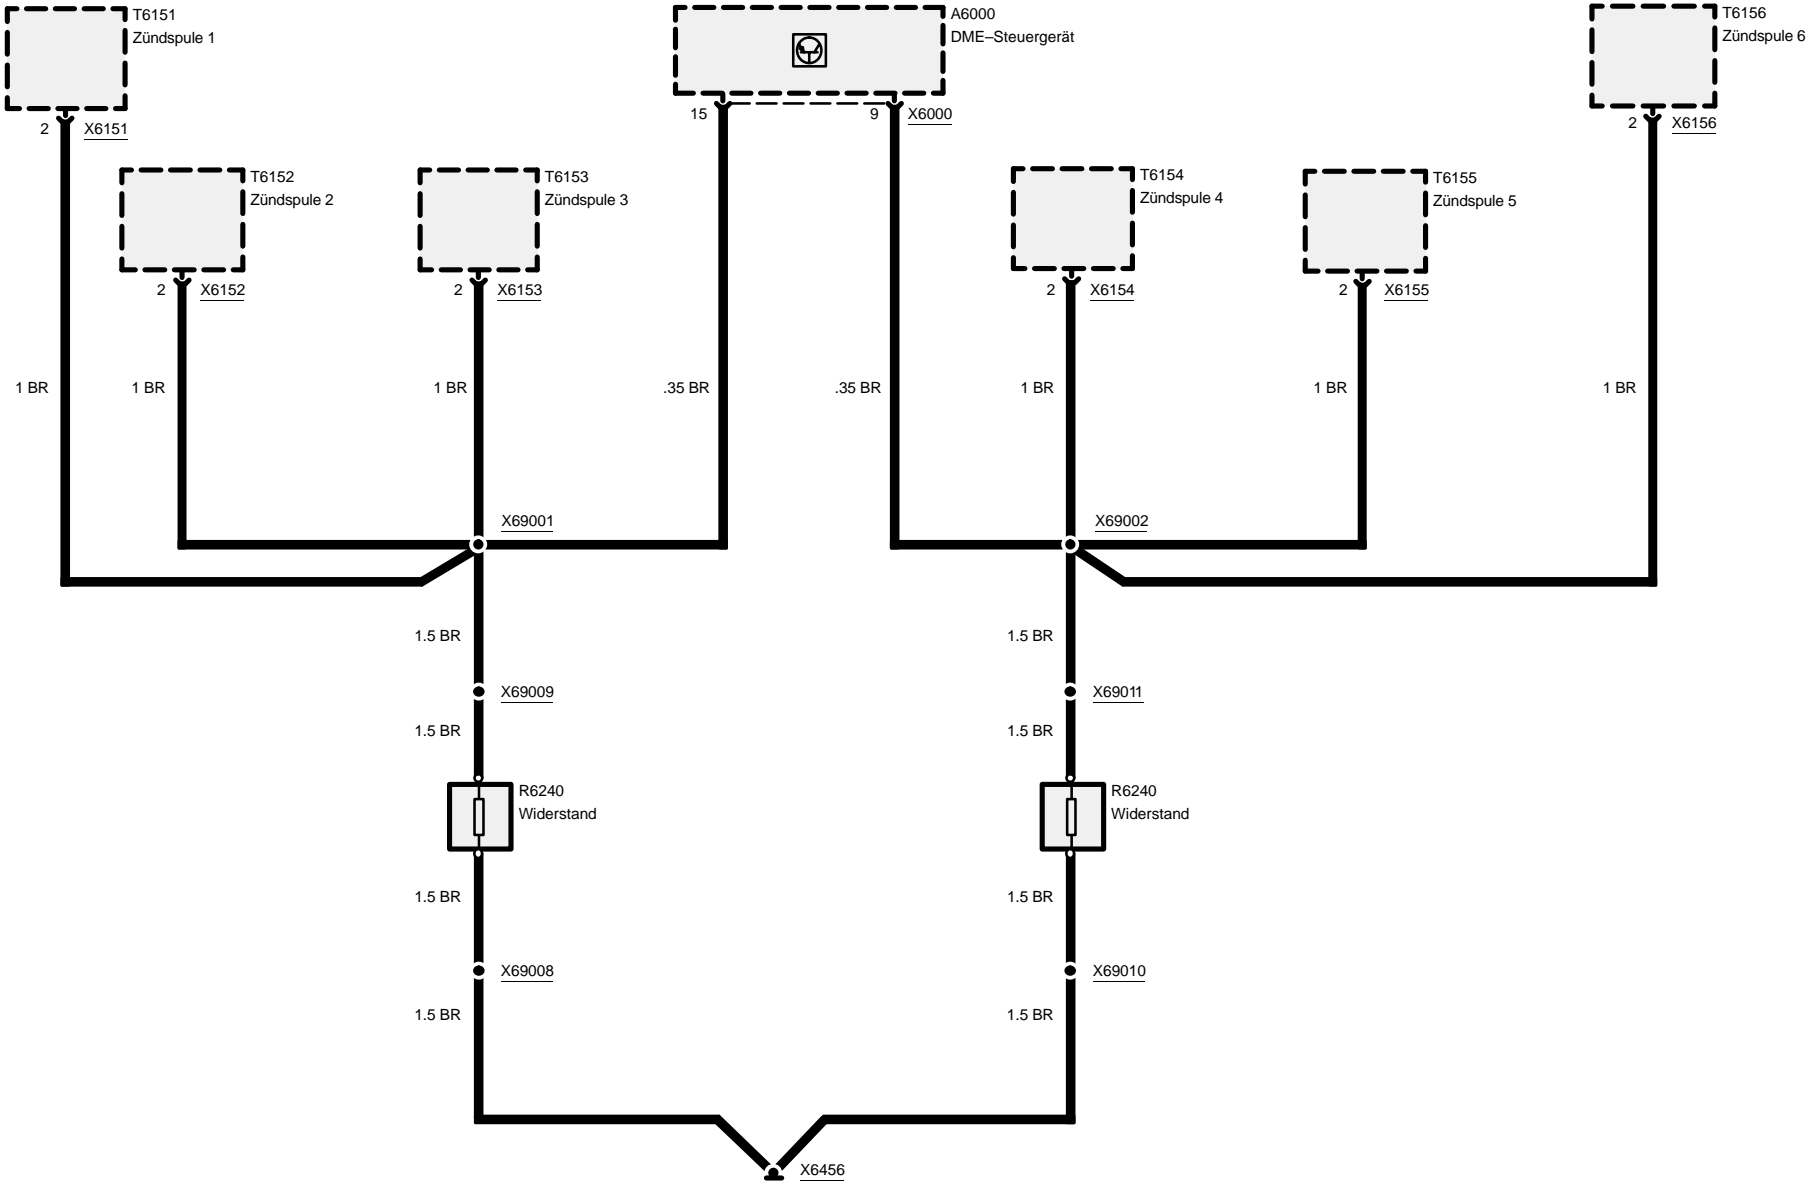 T6151
Zündspule 1
A6000
DME–Steuergerät
T6156
Zündspule 6
2 X6151
15
9 X6000
2 X6156
T6152
Zündspule 2
T6153
Zündspule 3
T6154
Zündspule 4
T6155
Zündspule 5
2 X6152
2 X6153
2 X6154
2 X6155
1 BR
1 BR
1 BR
.35 BR
.35 BR
1 BR
1 BR
1 BR
X69001
X69002
1.5 BR
1.5 BR
X69009
X69011
1.5 BR
1.5 BR
R6240
Widerstand
R6240
Widerstand
1.5 BR
1.5 BR
X69008
X69010
1.5 BR
1.5 BR
X6456